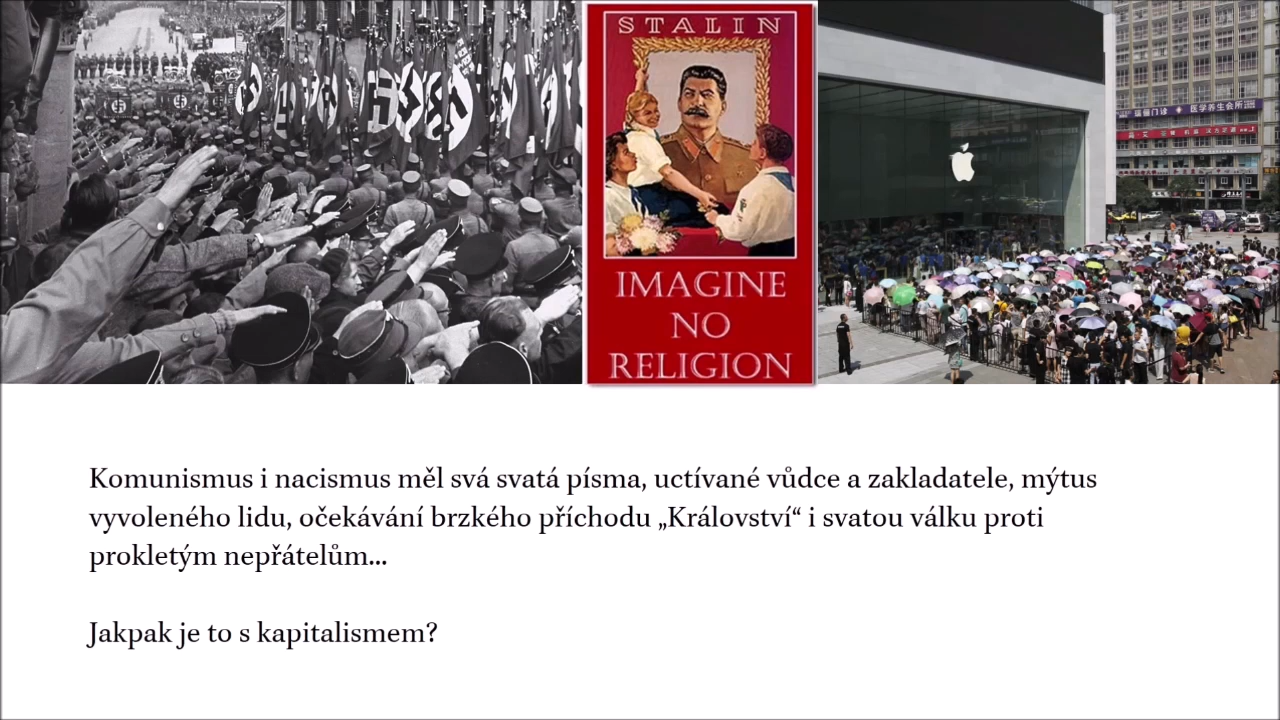 STALIN
IMAGINE
NO
RELIGION
Komunismus i nacismus měl svá svatá písma, uctívané vůdce a zakladatele, mýtus
vyvoleného lidu, očekávání brzkého příchodu „Království“ i svatou válku proti
prokletým nepřátelům...
Jakpak je to s kapitalismem?